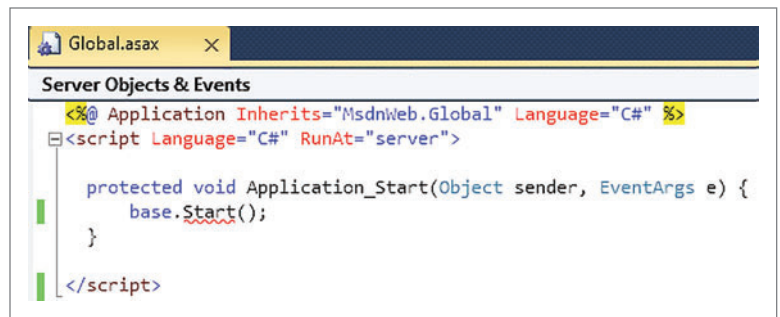 Global.asax
Server Objects & Events
<%@ Application Inherits="MsdnWeb.Global" Language="C#" %>
<script Language="C#" RunAt="server">
protected void Application_Start(Object sender, EventArgs e) {
base.Start();
}
</script>